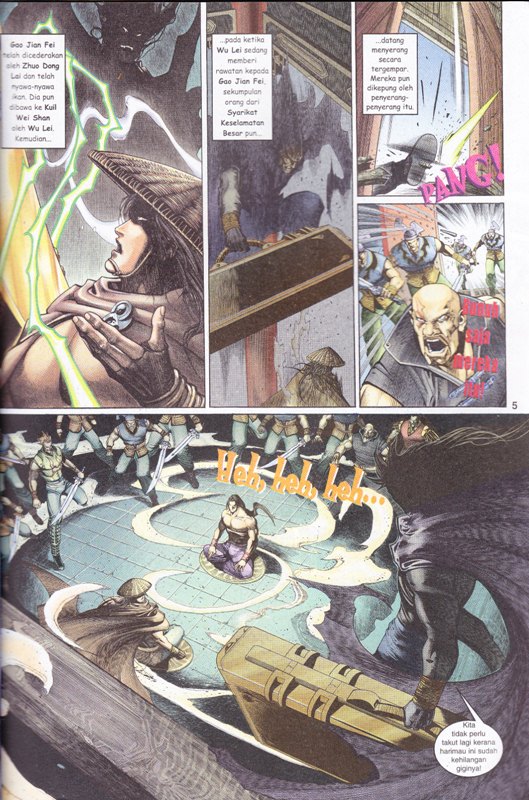 Gao Jian Fei
telah dicederakan
oleh Zhuo Dong
Lai dan telah
nyawa-nyawa
ikan. Dia pun
dibawa ke Kuil
Wei Shan
oleh Wu Lei.
Kemudian...
...pada ketika
Wu Lei sedang
memberi
rawatan kepada
Gao Jian Fei,
sekumpulan
orang dari
Syarikat
Keselamatan
Besar pun...
...datang
menyerang
secara
tergempar.
Mereka pun
dikepung oleh
penyerang-
penyerang itu.
PANG!
Sudah
saja
mereka
itu!
5
Heh, heh, heh...
Kita
tidak perlu
takut lagi kerana
harimau ini sudah
kehilangan
giginya!